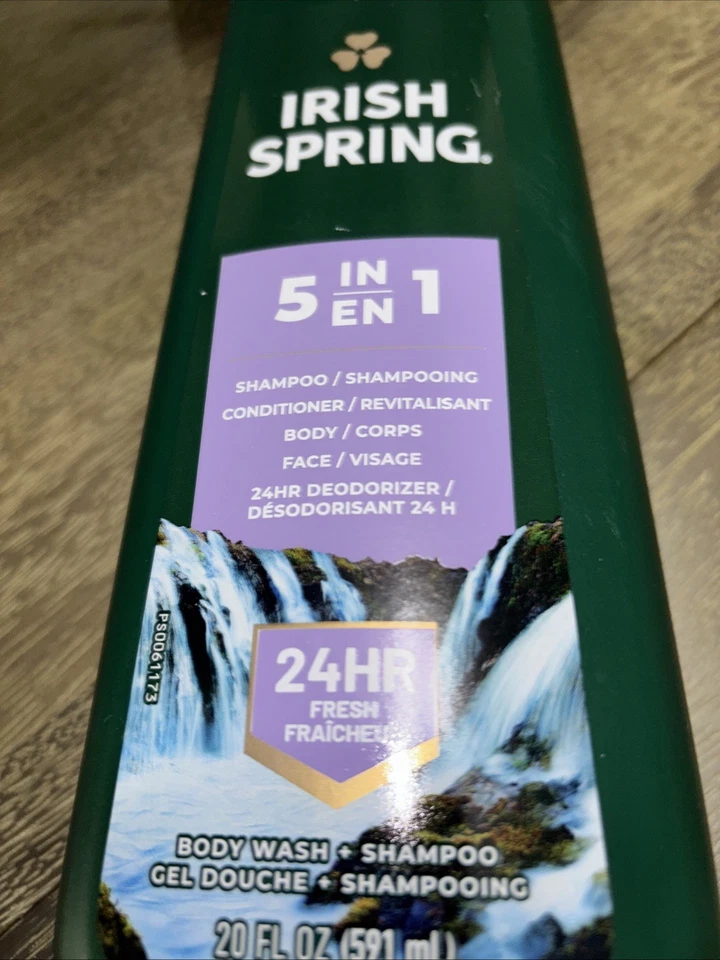 IRISH
SPRING®
5 IN/EN 1
SHAMPOO / SHAMPOOING
CONDITIONER / REVITALISANT
BODY / CORPS
FACE / VISAGE
24HR DEODORIZER /
DÉSODORISANT 24 H
PS0061173
24HR
FRESH
BODY WASH + SHAMPOO
GEL DOUCHE + SHAMPOOING
20 FL OZ (591 mL)